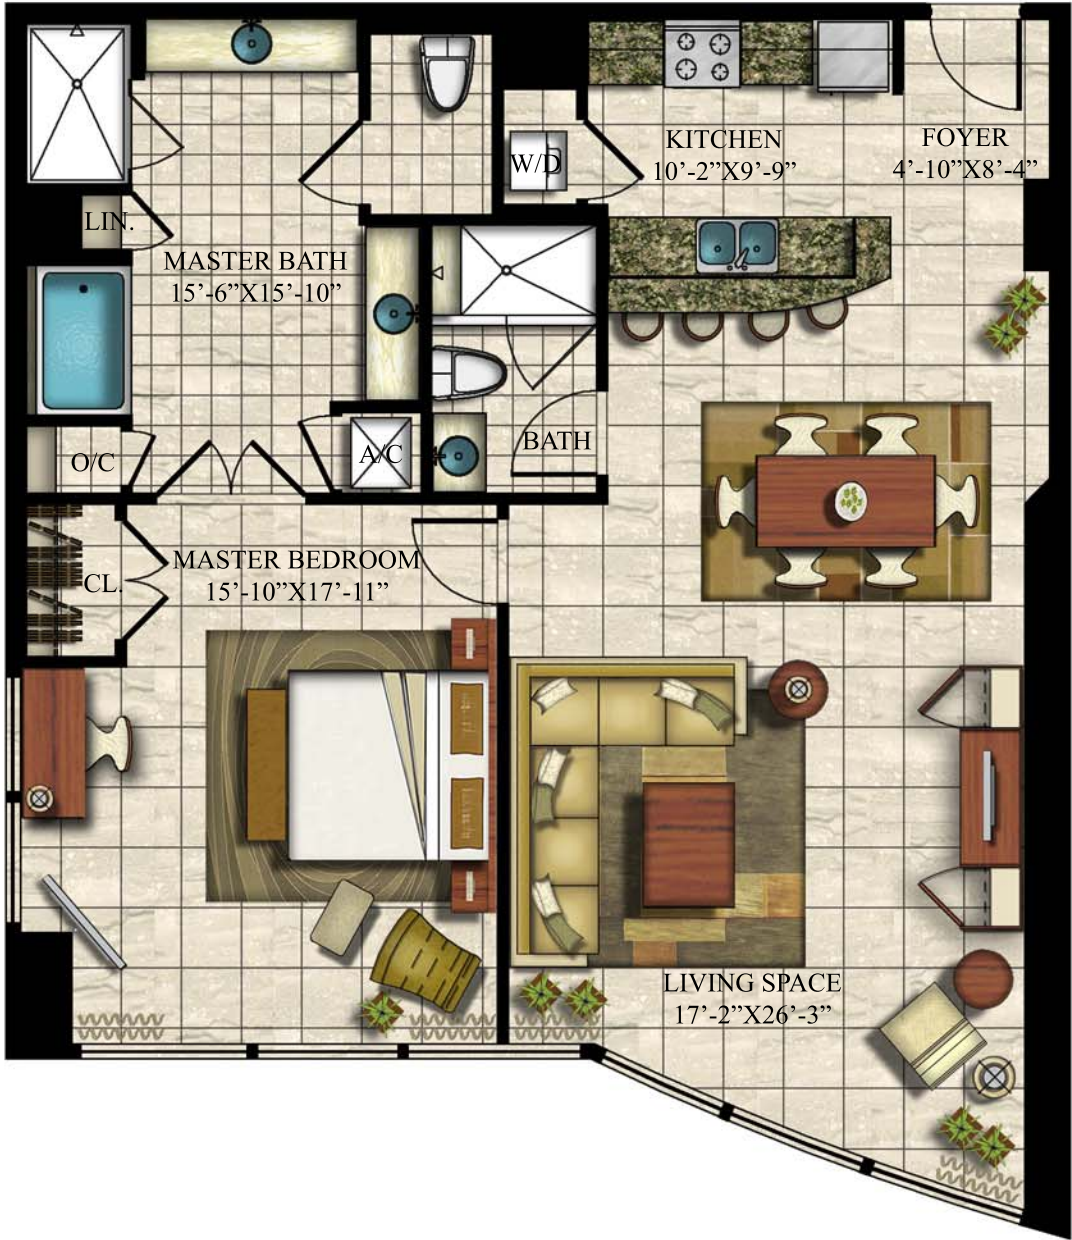 KITCHEN
10'-2"X9'-9"
FOYER
4'-10"X8'-4"
W/D
LIN.
MASTER BATH
15'-6"X15'-10"
BATH
A/C
O/C
CL.
MASTER BEDROOM
15'-10"X17'-11"
LIVING SPACE
17'-2"X26'-3"